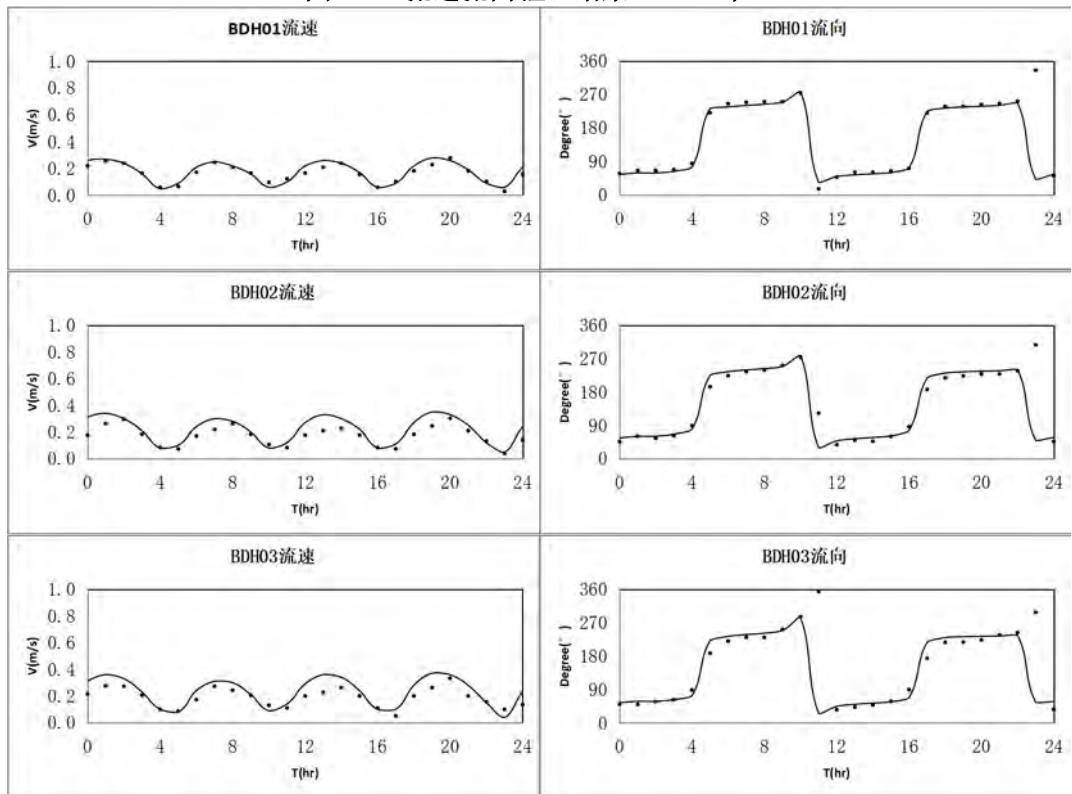 BDH01流速
V(m/s)
1.0
0.8
0.6
0.4
0.2
0.0
0 4 8 12 16 20 24
T(hr)
BDH01流向
Degree(°)
360
270
180
90
0
0 4 8 12 16 20 24
T(hr)
BDH02流速
V(m/s)
1.0
0.8
0.6
0.4
0.2
0.0
0 4 8 12 16 20 24
T(hr)
BDH02流向
Degree(°)
360
270
180
90
0
0 4 8 12 16 20 24
T(hr)
BDH03流速
V(m/s)
1.0
0.8
0.6
0.4
0.2
0.0
0 4 8 12 16 20 24
T(hr)
BDH03流向
Degree(°)
360
270
180
90
0
0 4 8 12 16 20 24
T(hr)